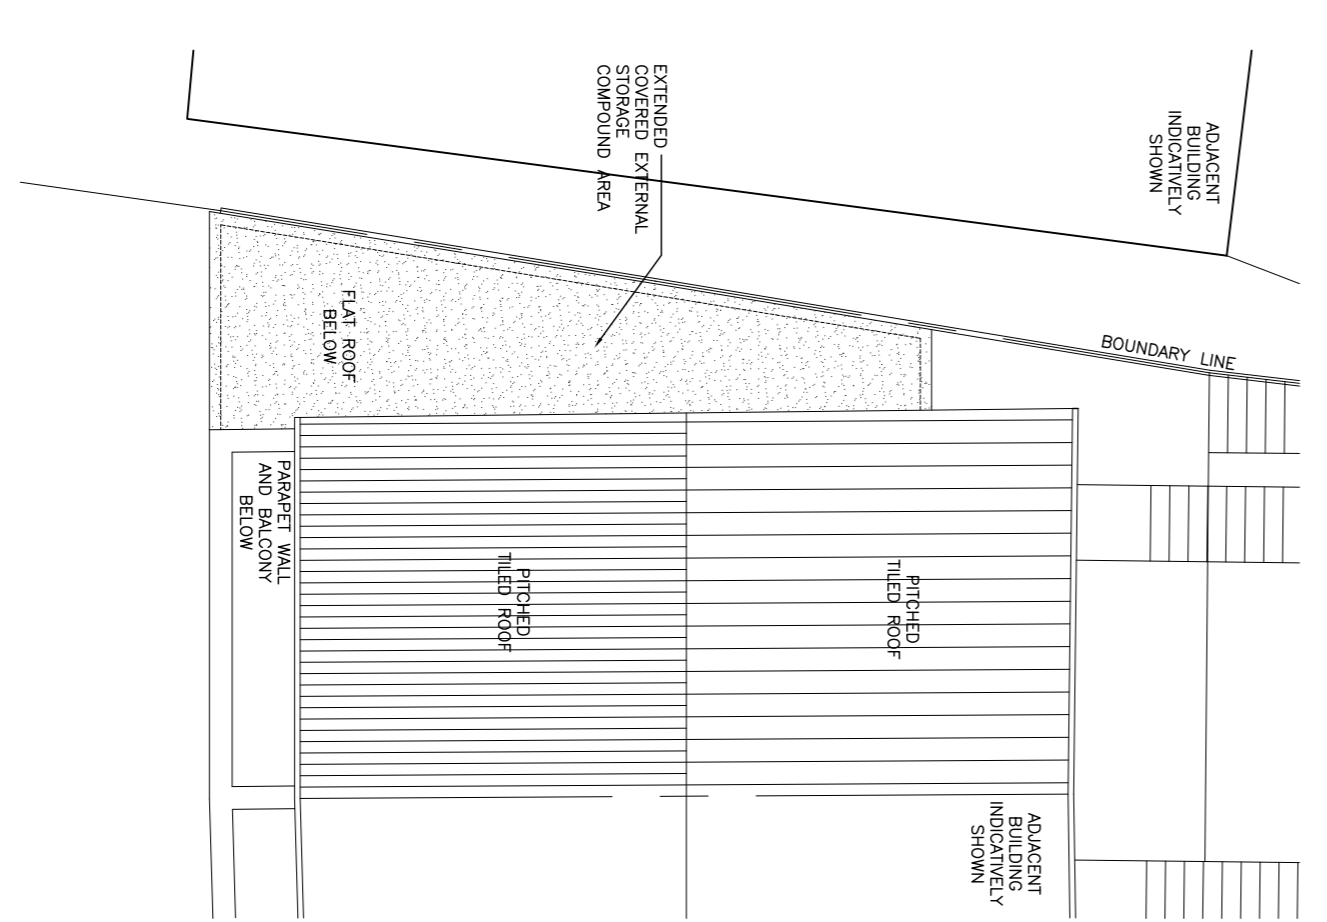 EXTENDED
COVERED EXTERNAL
STORAGE
COMPOUND AREA
ADJACENT
BUILDING
INDICATIVELY
SHOWN
BOUNDARY LINE
FLAT ROOF
BELOW
PARAPET WALL
AND BALCONY
BELOW
PITCHED
TILED ROOF
PITCHED
TILED ROOF
ADJACENT
BUILDING
INDICATIVELY
SHOWN